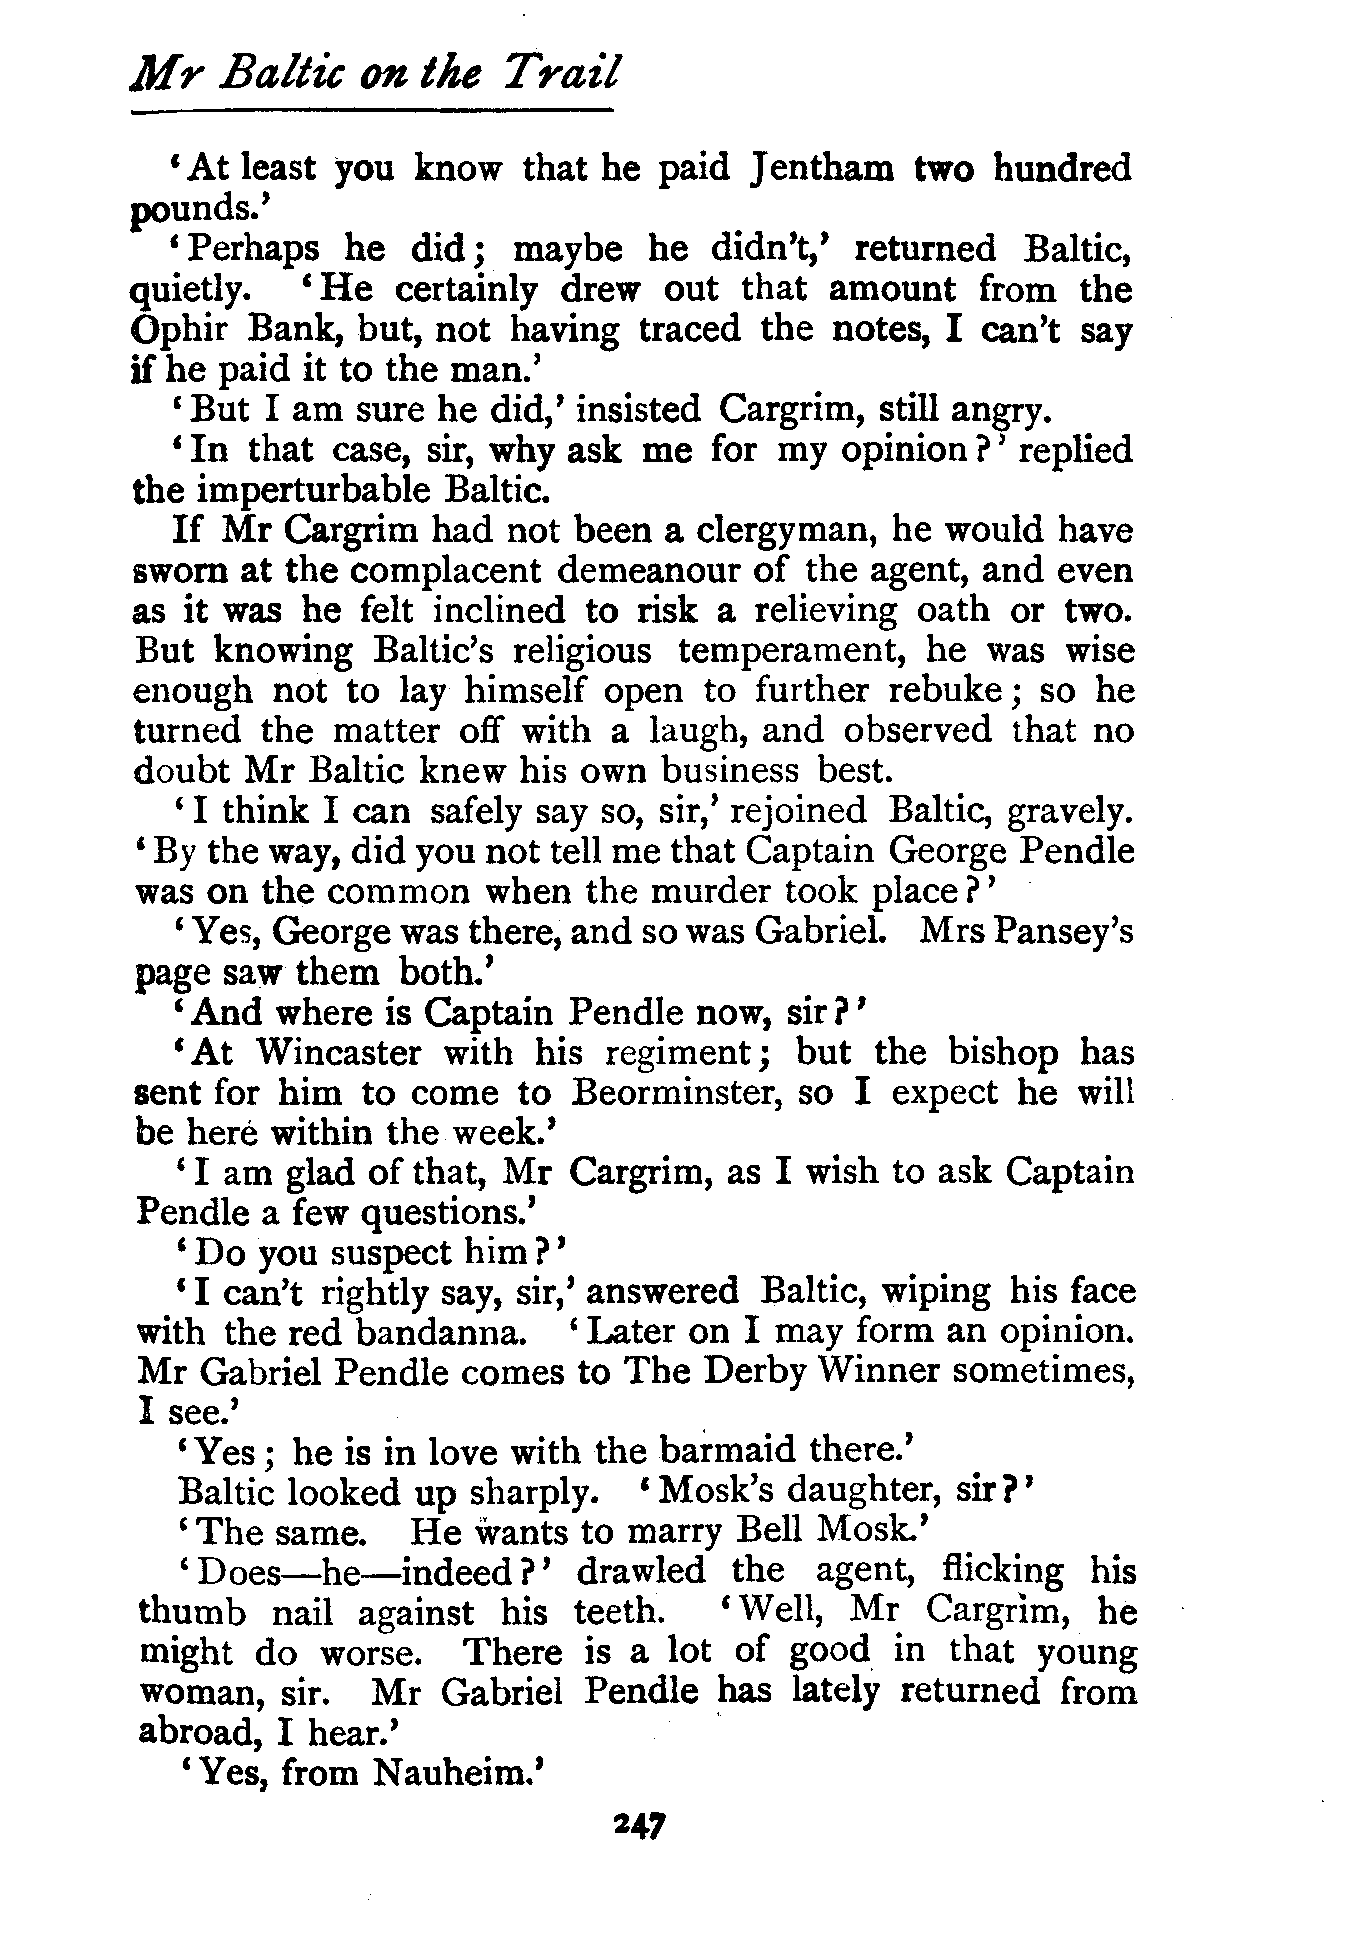 Mr Baltic on the Trail
‘At least you know that he paid Jentham two hundred
pounds.’
‘Perhaps he did; maybe he didn’t,’ returned Baltic,
quietly. ‘He certainly drew out that amount from the
Ophir Bank, but, not having traced the notes, I can’t say
if he paid it to the man.’
‘But I am sure he did,’ insisted Cargrim, still angry.
‘In that case, sir, why ask me for my opinion?’ replied
the imperturbable Baltic.
If Mr Cargrim had not been a clergyman, he would have
sworn at the complacent demeanour of the agent, and even
as it was he felt inclined to risk a relieving oath or two.
But knowing Baltic’s religious temperament, he was wise
enough not to lay himself open to further rebuke; so he
turned the matter off with a laugh, and observed that no
doubt Mr Baltic knew his own business best.
‘I think I can safely say so, sir,’ rejoined Baltic, gravely.
‘By the way, did you not tell me that Captain George Pendle
was on the common when the murder took place?’
‘Yes, George was there, and so was Gabriel. Mrs Pansey’s
page saw them both.’
‘And where is Captain Pendle now, sir?’
‘At Wincaster with his regiment; but the bishop has
sent for him to come to Beorminster, so I expect he will
be here within the week.’
‘I am glad of that, Mr Cargrim, as I wish to ask Captain
Pendle a few questions.’
‘Do you suspect him?’
‘I can’t rightly say, sir,’ answered Baltic, wiping his face
with the red bandanna. ‘Later on I may form an opinion.
Mr Gabriel Pendle comes to The Derby Winner sometimes,
I see.’
‘Yes; he is in love with the barmaid there.’
Baltic looked up sharply. ‘Mosk’s daughter, sir?’
‘The same. He wants to marry Bell Mosk.’
‘Does—he—indeed?’ drawled the agent, flicking his
thumb nail against his teeth. ‘Well, Mr Cargrim, he
might do worse. There is a lot of good in that young
woman, sir. Mr Gabriel Pendle has lately returned from
abroad, I hear.’
‘Yes, from Nauheim.’
247